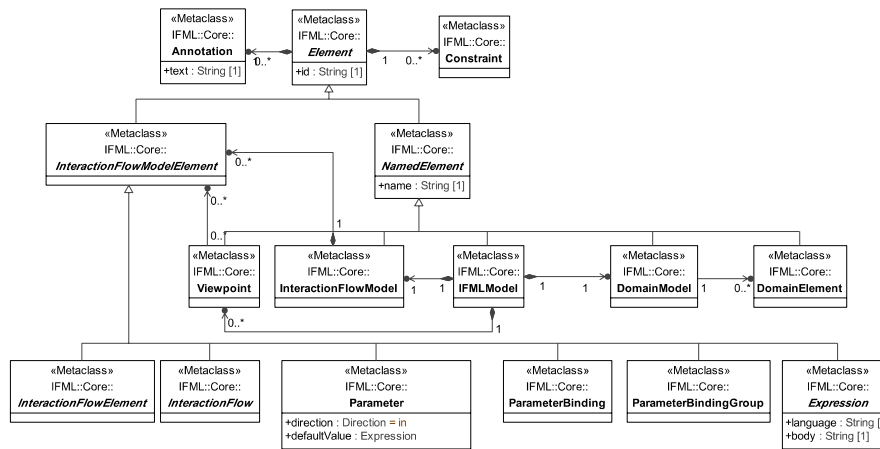 «Metaclass»
IFML::Core::
Annotation
+text : String [1]
«Metaclass»
IFML::Core::
Element
+id : String [1]
«Metaclass»
IFML::Core::
Constraint
1
0..*
1
0..*
«Metaclass»
IFML::Core::
InteractionFlowModelElement
«Metaclass»
IFML::Core::
NamedElement
+name : String [1]
0..*
0..*
0..*
1
«Metaclass»
IFML::Core::
Viewpoint
«Metaclass»
IFML::Core::
InteractionFlowModel
«Metaclass»
IFML::Core::
IFMLModel
«Metaclass»
IFML::Core::
DomainModel
«Metaclass»
IFML::Core::
DomainElement
1
1
1
1
1
0..*
0..*
1
«Metaclass»
IFML::Core::
InteractionFlowElement
«Metaclass»
IFML::Core::
InteractionFlow
«Metaclass»
IFML::Core::
Parameter
+direction : Direction = in
+defaultValue : Expression
«Metaclass»
IFML::Core::
ParameterBinding
«Metaclass»
IFML::Core::
ParameterBindingGroup
«Metaclass»
IFML::Core::
Expression
+language : String [
+body : String [1]